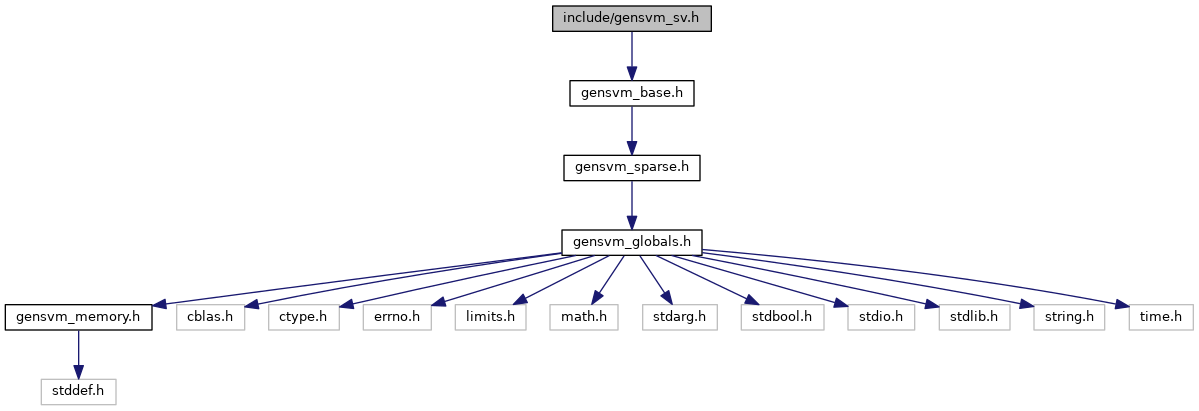 include/gensvm_sv.h
gensvm_base.h
gensvm_sparse.h
gensvm_globals.h
gensvm_memory.h
cblas.h
ctype.h
errno.h
limits.h
math.h
stdarg.h
stdbool.h
stdio.h
stdlib.h
string.h
time.h
stddef.h